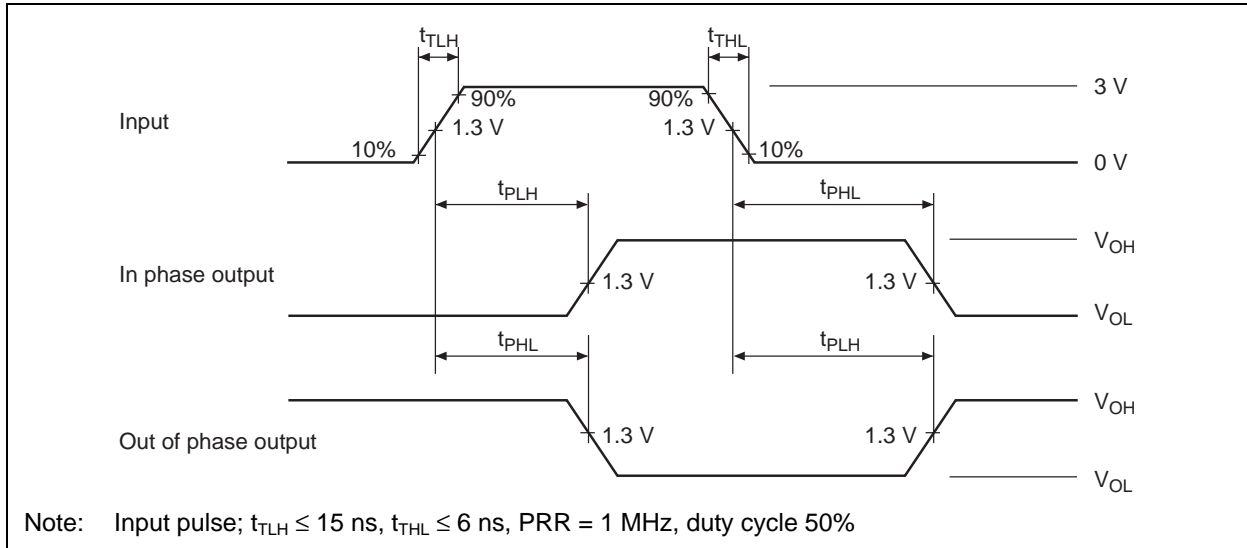 tTLH tTHL
90% 90% 3 V
Input 1.3 V 1.3 V
10% 10% 0 V
tPLH tPHL
VOH
In phase output 1.3 V 1.3 V
VOL
tPHL tPLH
VOH
Out of phase output 1.3 V 1.3 V
VOL
Note: Input pulse; tTLH ≤ 15 ns, tTHL ≤ 6 ns, PRR = 1 MHz, duty cycle 50%